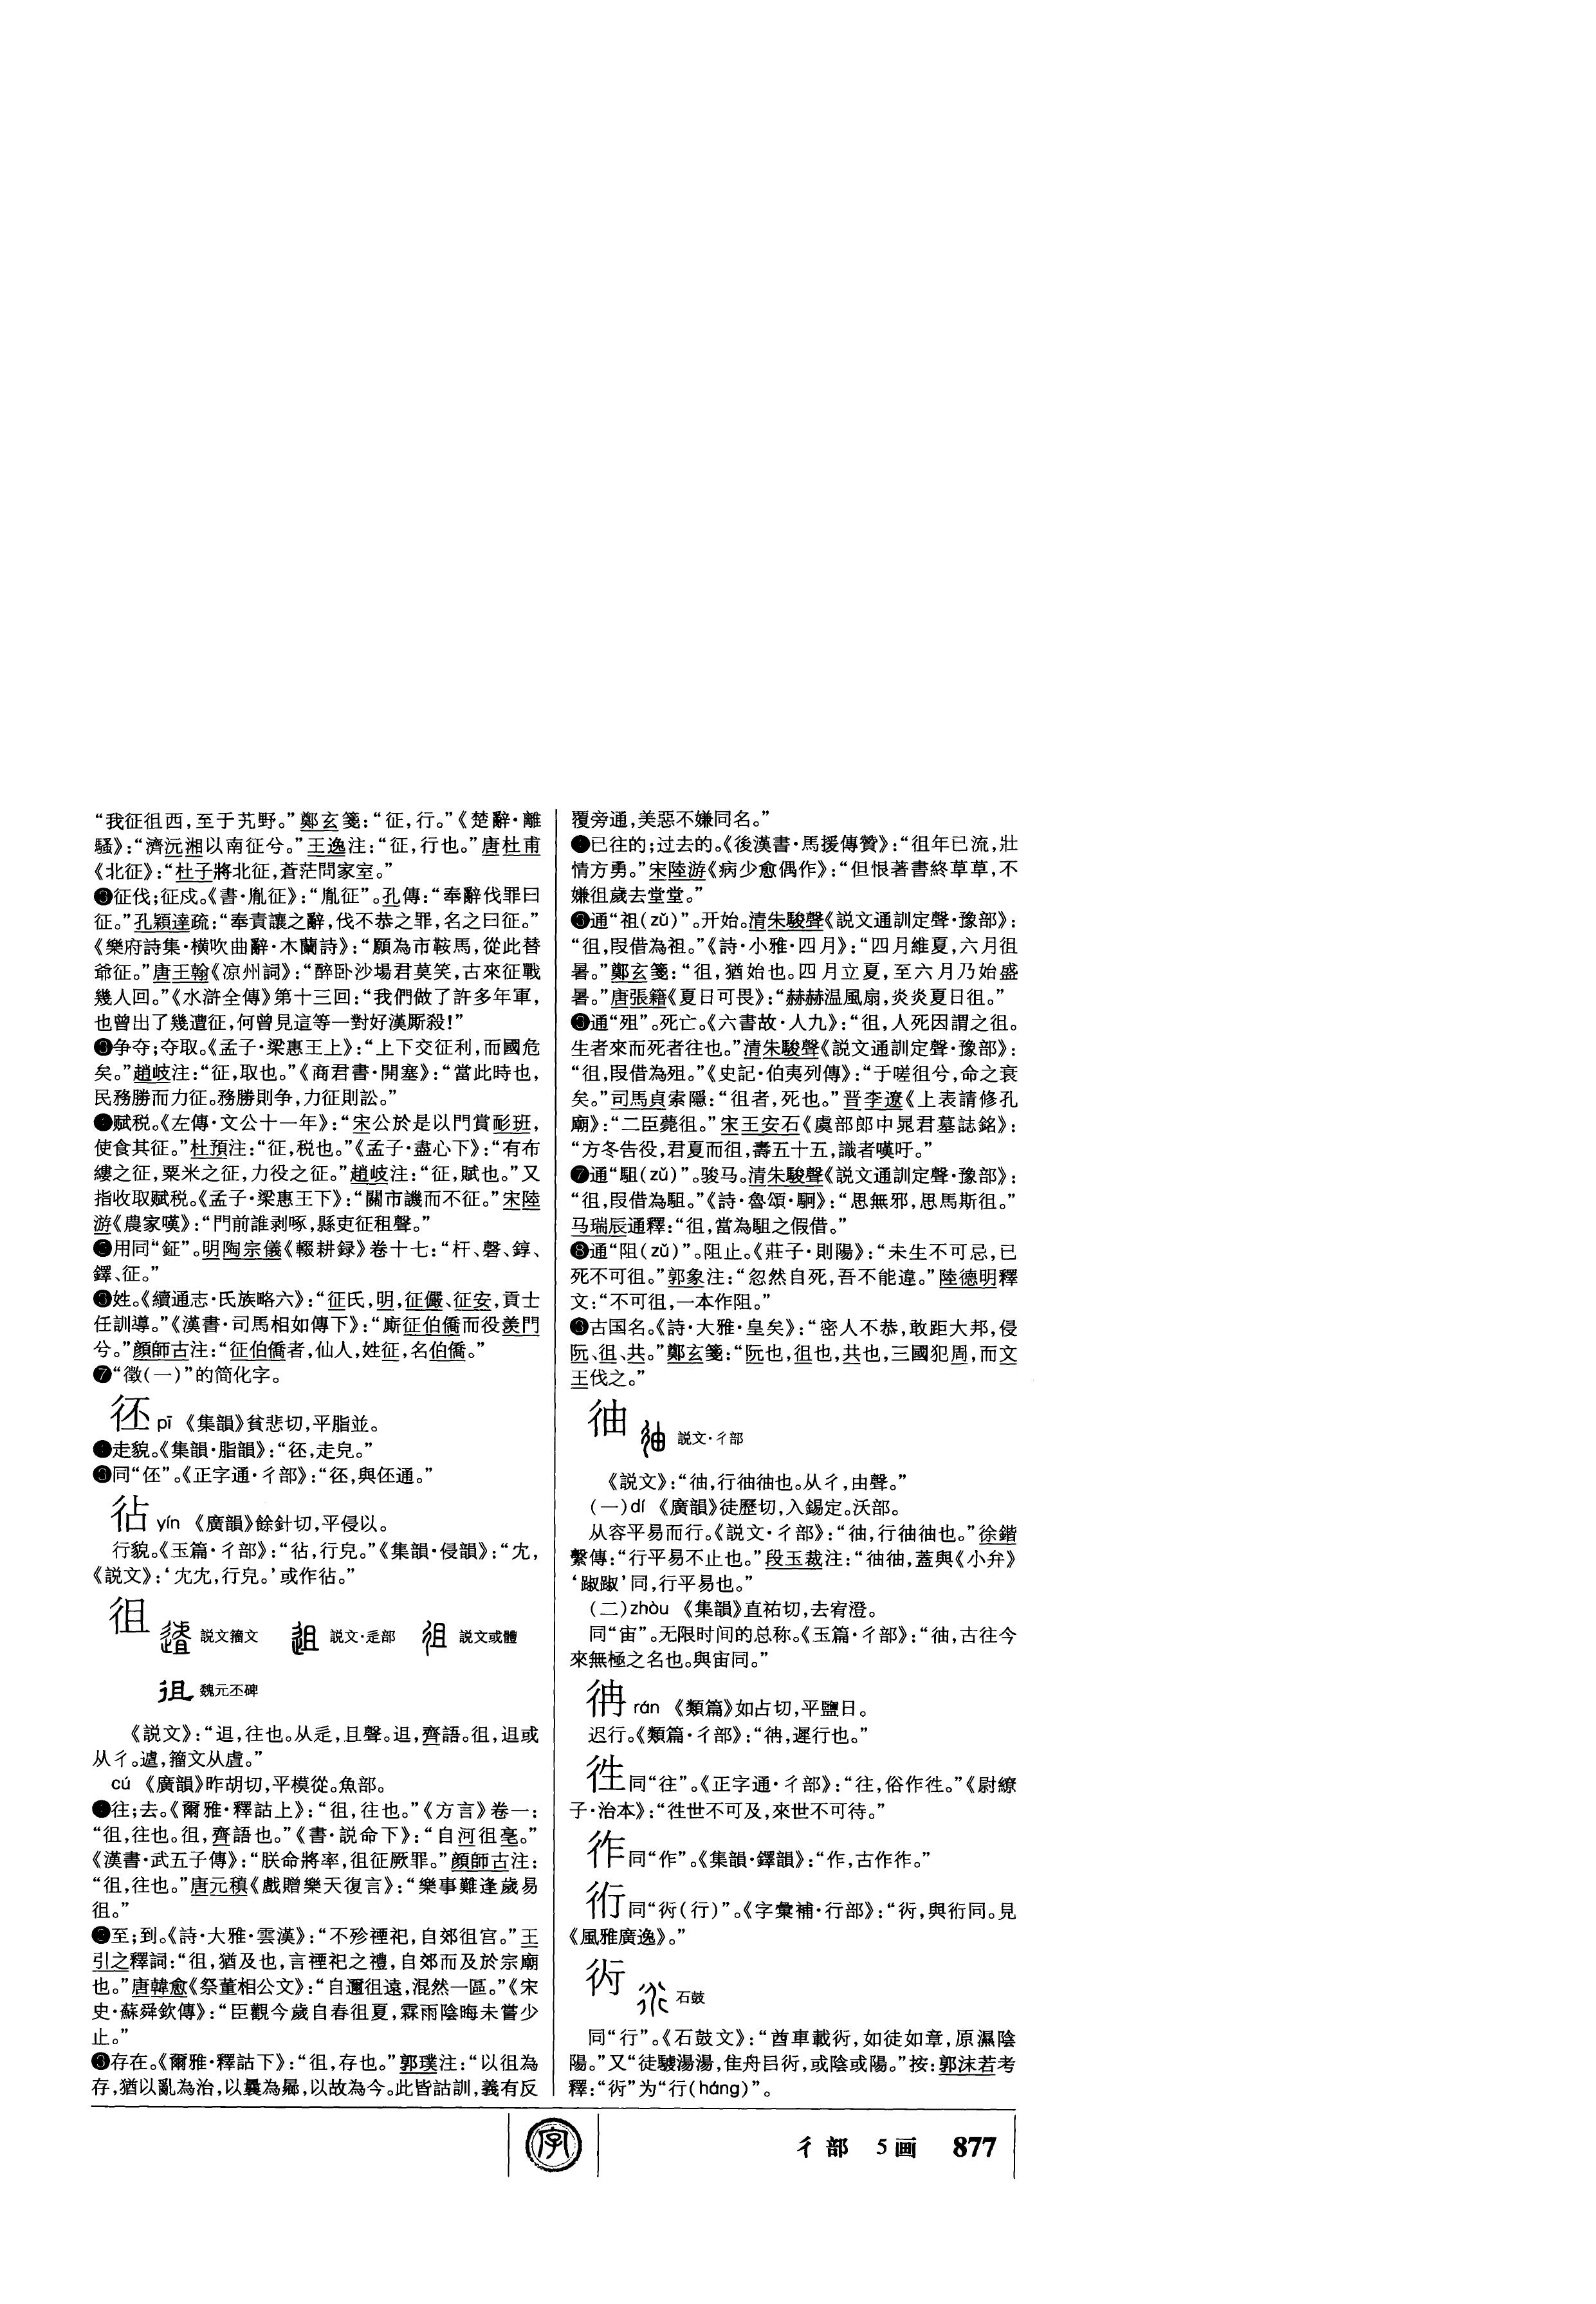 “我征徂西，至于艽野。”鄭玄箋：“征，行。”《楚辭·離
騷》：“濟沅湘以南征兮。”王逸注：“征，行也。”唐杜甫
《北征》：“杜子將北征，蒼茫問家室。”
征伐；征戍。《書·胤征》：“胤征”。孔傳：“奉辭伐罪曰
征。”孔穎達疏：“奉責讓之辭，伐不恭之罪，名之曰征。”
《樂府詩集·横吹曲辭·木蘭詩》：“願為市鞍馬，從此替
爺征。”唐王翰《凉州詞》：“醉卧沙場君莫笑，古來征戰
幾人回。”《水滸全傳》第十三回：“我們做了許多年軍，
也曾出了幾遭征，何曾見這等一對好漢厮殺！”
争夺；夺取。《孟子·梁惠王上》：“上下交征利，而國危
矣。”趙岐注：“征，取也。”《商君書·開塞》：“當此時也，
民務勝而力征。務勝則争，力征則訟。”
赋税。《左傳·文公十一年》：“宋公於是以門賞耏班，
使食其征。”杜預注：“征，税也。”《孟子·盡心下》：“有布
縷之征，粟米之征，力役之征。”趙岐注：“征，賦也。”又
指收取赋税。《孟子·梁惠王下》：“關市譏而不征。”宋陸
游《農家嘆》：“門前誰剥啄，縣吏征租聲。”
用同“鉦”。明陶宗儀《輟耕録》卷十七：“杆、磬、錞、
鐸、征。”
姓。《續通志·氏族略六》：“征氏，明，征儼、征安，貢士
任訓導。”《漢書·司馬相如傳下》：“廝征伯僑而役羡門
兮。”顔師古注：“征伯僑者，仙人，姓征，名伯僑。”
❼“徵(一)”的简化字。
㣩 pī 《集韻》貧悲切，平脂並。
走貌。《集韻·脂韻》：“㣩，走皃。”
同“伾”。《正字通·彳部》：“㣩，與伾通。”
㣶 yín 《廣韻》餘針切，平侵以。
行貌。《玉篇·彳部》：“㣶，行皃。”《集韻·侵韻》：“冘，
《説文》：‘冘冘，行皃。’或作㣶。”
徂 説文籀文 説文·辵部 説文或體
魏元丕碑
《説文》：“䢐，往也。从辵，且聲。䢐，齊語。徂，䢐或
从彳。遽，籀文从虘。”
cú 《廣韻》昨胡切，平模從。魚部。
往；去。《爾雅·釋詁上》：“徂，往也。”《方言》卷一：
“徂，往也。徂，齊語也。”《書·説命下》：“自河徂亳。”
《漢書·武五子傳》：“朕命將率，徂征厥罪。”顔師古注：
“徂，往也。”唐元稹《戲贈樂天復言》：“樂事難逢歲易
徂。”
至；到。《詩·大雅·雲漢》：“不殄禋祀，自郊徂宫。”王
引之釋詞：“徂，猶及也，言禋祀之禮，自郊而及於宗廟
也。”唐韓愈《祭董相公文》：“自邇徂遠，混然一區。”《宋
史·蘇舜欽傳》：“臣觀今歲自春徂夏，霖雨陰晦未嘗少
止。”
存在。《爾雅·釋詁下》：“徂，存也。”郭璞注：“以徂為
存，猶以亂為治，以曩為曏，以故為今。此皆詁訓，義有反
覆旁通，美惡不嫌同名。”
已往的；过去的。《後漢書·馬援傳贊》：“徂年已流，壯
情方勇。”宋陸游《病少愈偶作》：“但恨著書終草草，不
嫌徂歲去堂堂。”
通“祖(zǔ)”。开始。清朱駿聲《説文通訓定聲·豫部》：
“徂，叚借為祖。”《詩·小雅·四月》：“四月維夏，六月徂
暑。”鄭玄箋：“徂，猶始也。四月立夏，至六月乃始盛
暑。”唐張籍《夏日可畏》：“赫赫温風扇，炎炎夏日徂。”
通“殂”。死亡。《六書故·人九》：“徂，人死因謂之徂。
生者來而死者往也。”清朱駿聲《説文通訓定聲·豫部》：
“徂，叚借為殂。”《史記·伯夷列傳》：“于嗟徂兮，命之衰
矣。”司馬貞索隱：“徂者，死也。”晋李遼《上表請修孔
廟》：“二臣薨徂。”宋王安石《虞部郎中晁君墓誌銘》：
“方冬告役，君夏而徂，壽五十五，識者嘆吁。”
❼通“駔(zǔ)”。骏马。清朱駿聲《説文通訓定聲·豫部》：
“徂，叚借為駔。”《詩·魯頌·駉》：“思無邪，思馬斯徂。”
马瑞辰通釋：“徂，當為駔之假借。”
❽通“阻(zǔ)”。阻止。《莊子·則陽》：“未生不可忌，已
死不可徂。”郭象注：“忽然自死，吾不能違。”陸德明釋
文：“不可徂，一本作阻。”
古国名。《詩·大雅·皇矣》：“密人不恭，敢距大邦，侵
阮、徂、共。”鄭玄箋：“阮也，徂也，共也，三國犯周，而文
王伐之。”
㣙 説文·彳部
《説文》：“㣙，行㣙㣙也。从彳，由聲。”
(一)dí 《廣韻》徒歷切，入錫定。沃部。
从容平易而行。《説文·彳部》：“㣙，行㣙㣙也。”徐鍇
繫傳：“行平易不止也。”段玉裁注：“㣙㣙，蓋與《小弁》
‘踧踧’同，行平易也。”
(二)zhòu 《集韻》直祐切，去宥澄。
同“宙”。无限时间的总称。《玉篇·彳部》：“㣙，古往今
來無極之名也。與宙同。”
rán 《類篇》如占切，平鹽日。
迟行。《類篇·彳部》：“，遲行也。”
徃同“往”。《正字通·彳部》：“往，俗作徃。”《尉繚
子·治本》：“徃世不可及，來世不可待。”
同“作”。《集韻·鐸韻》：“作，古作。”
同“(行)”。《字彙補·行部》：“，與同。見
《風雅廣逸》。”
石鼓
同“行”。《石鼓文》：“酋車載，如徒如章，原濕陰
陽。”又“徒驂湯湯，隹舟目，或陰或陽。”按：郭沫若考
釋：“”为“行(háng)”。
字
彳部 5画 877